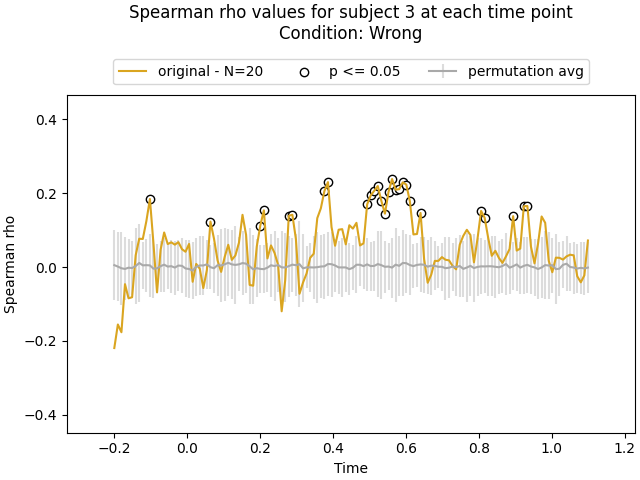 Spearman rho values for subject 3 at each time point
Condition: Wrong
original - N=20
p <= 0.05
permutation avg
Spearman rho
0.4
0.2
0.0
−0.2
−0.4
−0.2
0.0
0.2
0.4
0.6
0.8
1.0
1.2
Time